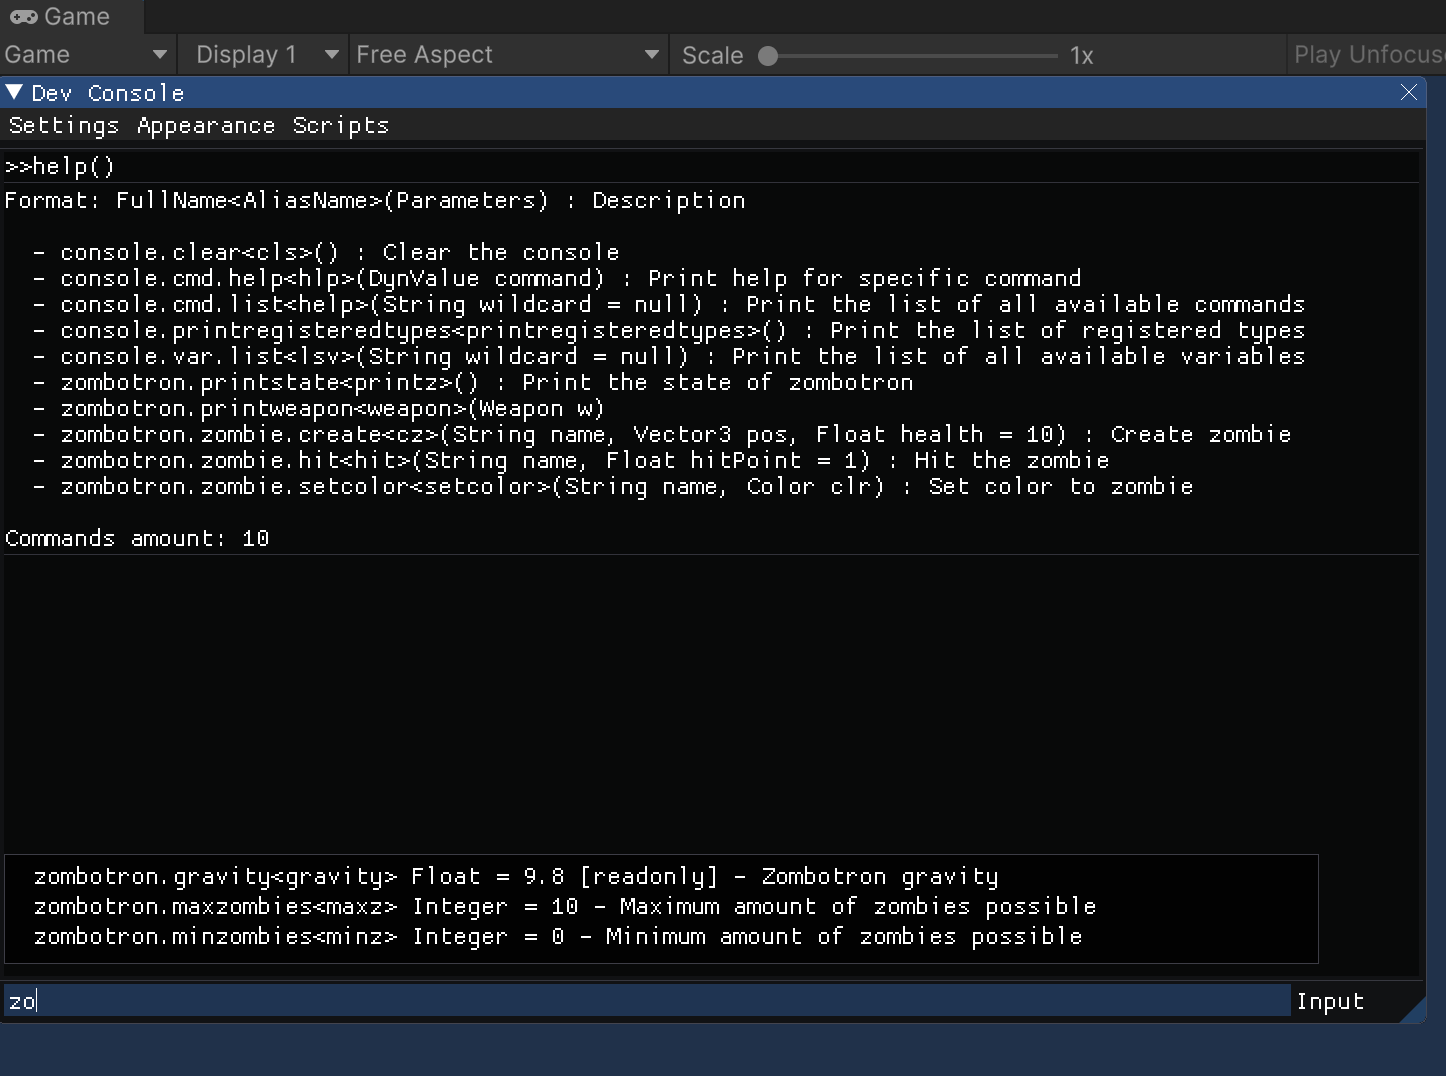 Game
Game Display 1 Free Aspect Scale 1x Play Unfocus
Dev Console
Settings Appearance Scripts
>>help()
Format: FullName<AliasName>(Parameters) : Description
- console.clear<cls>() : Clear the console
- console.cmd.help<hlp>(DynValue command) : Print help for specific command
- console.cmd.list<help>(String wildcard = null) : Print the list of all available commands
- console.printregisteredtypes<printregisteredtypes>() : Print the list of registered types
- console.var.list<lsv>(String wildcard = null) : Print the list of all available variables
- zombotron.printstate<printz>() : Print the state of zombotron
- zombotron.printweapon<weapon>(Weapon w)
- zombotron.zombie.create<cz>(String name, Vector3 pos, Float health = 10) : Create zombie
- zombotron.zombie.hit<hit>(String name, Float hitPoint = 1) : Hit the zombie
- zombotron.zombie.setcolor<setcolor>(String name, Color clr) : Set color to zombie
Commands amount: 10
zombotron.gravity<gravity> Float = 9.8 [readonly] - Zombotron gravity
zombotron.maxzombies<maxz> Integer = 10 - Maximum amount of zombies possible
zombotron.minzombies<minz> Integer = 0 - Minimum amount of zombies possible
zo Input